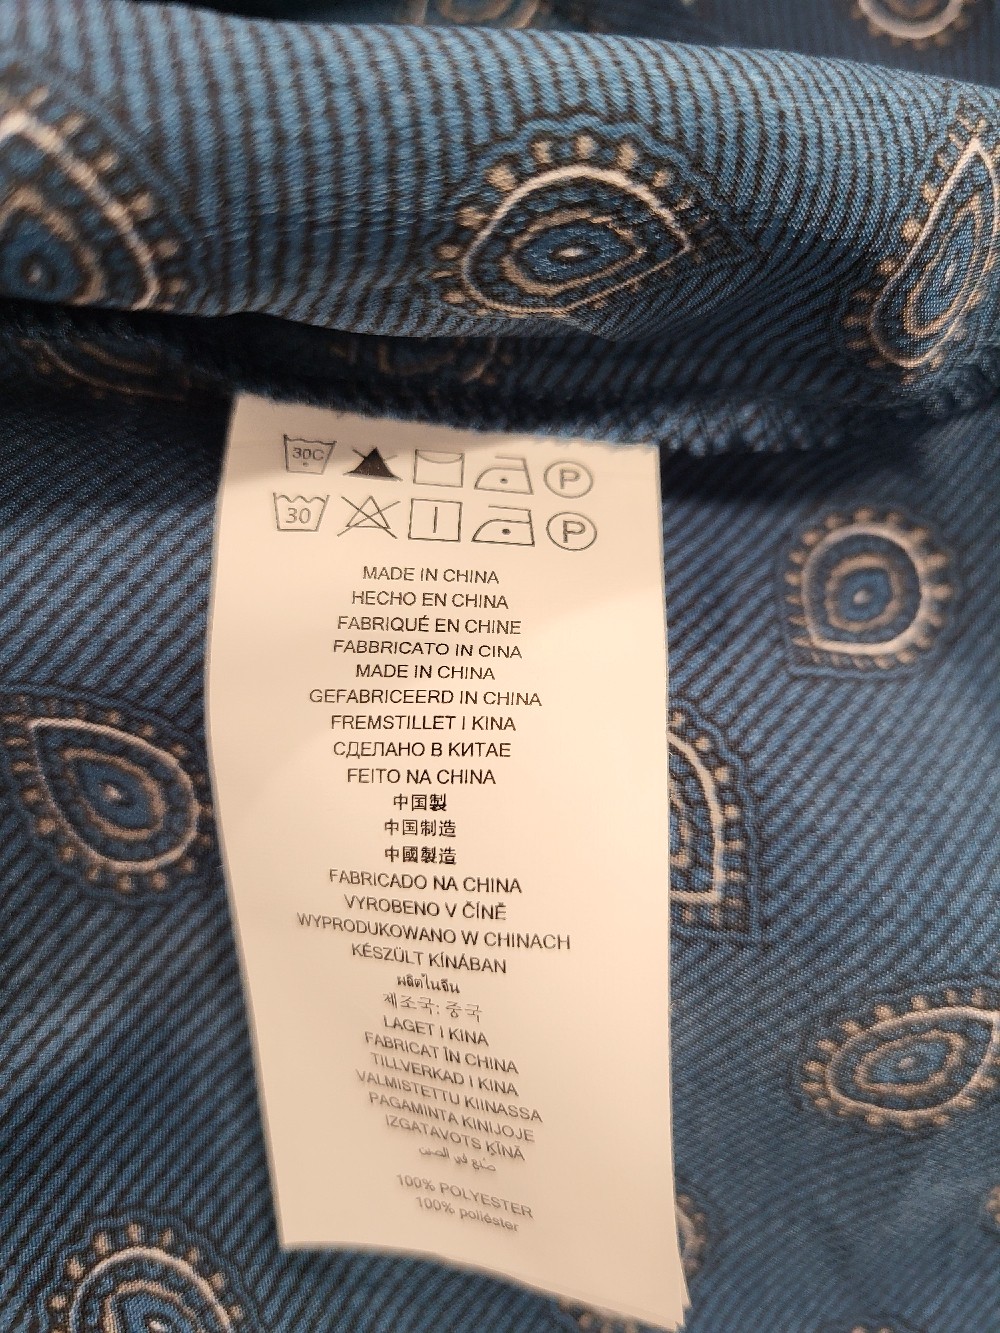 30C P
30 P
MADE IN CHINA
HECHO EN CHINA
FABRIQUÉ EN CHINE
FABBRICATO IN CINA
MADE IN CHINA
GEFABRICEERD IN CHINA
FREMSTILLET I KINA
СДЕЛАНО В КИТАЕ
FEITO NA CHINA
中国製
中国制造
中國製造
FABRICADO NA CHINA
VYROBENO V ČÍNĚ
WYPRODUKOWANO W CHINACH
KÉSZÜLT KÍNÁBAN
ผลิตในจีน
제조국: 중국
LAGET I KINA
FABRICAT ÎN CHINA
TILLVERKAD I KINA
VALMISTETTU KIINASSA
PAGAMINTA KINIJOJE
IZGATAVOTS ĶĪNĀ
صنع في الصين
100% POLYESTER
100% poliéster